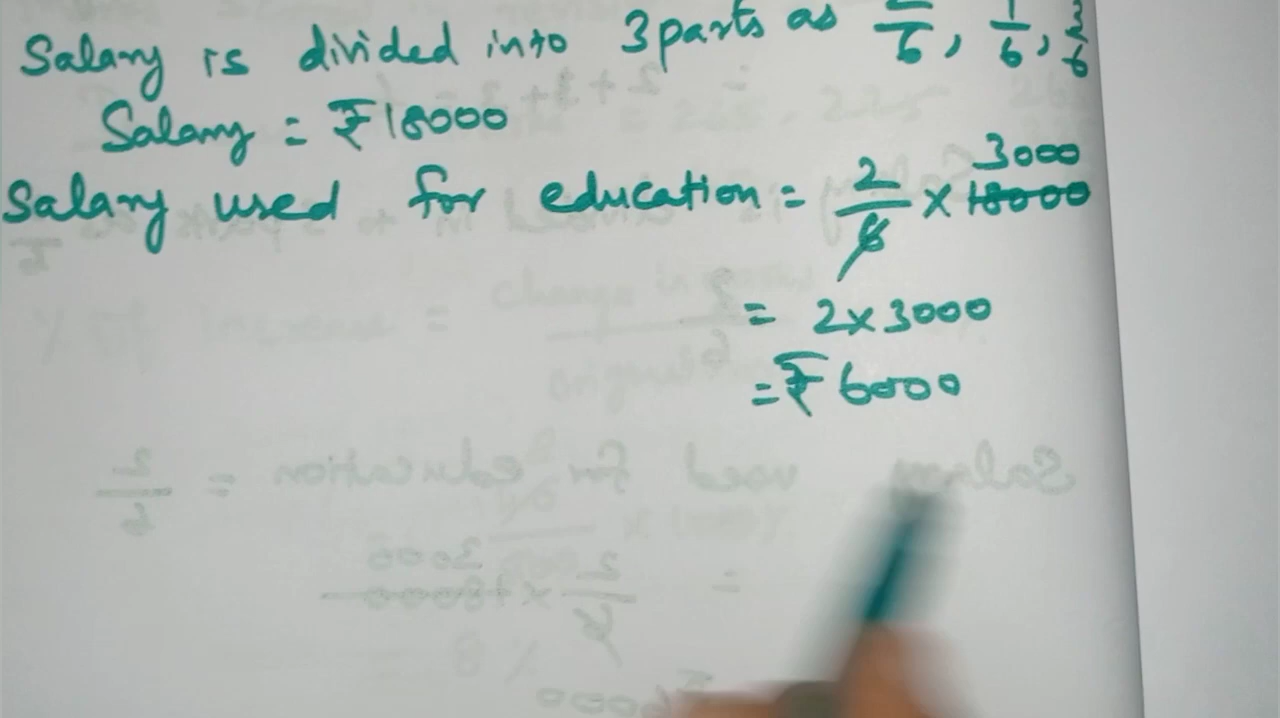 Salary is divided into 3 parts as 2/6, 1/6, 3/6
Salary = ₹18000
3000
Salary used for education = 2/6 × 18000
= 2×3000
= ₹6000